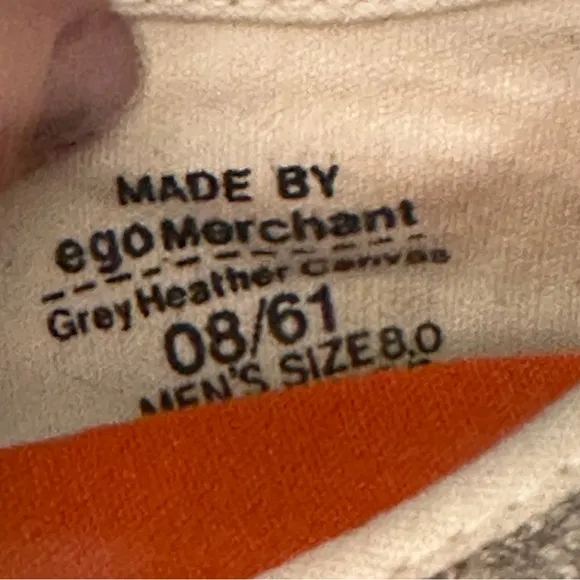 MADE BY
egoMerchant
Grey Heather Canvas
08/61
MEN'S SIZE 8.0